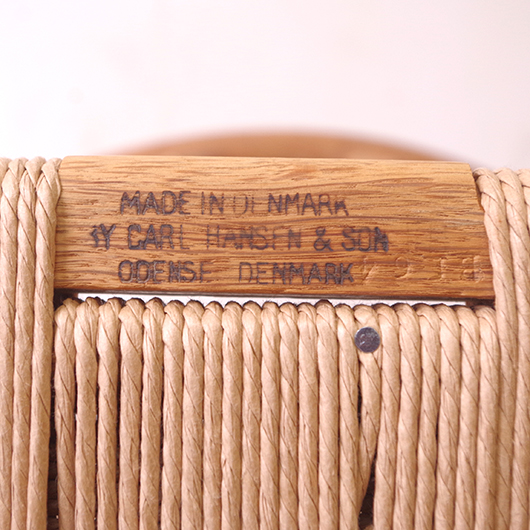 MADE IN DENMARK
BY CARL HANSEN & SON
ODENSE DENMARK